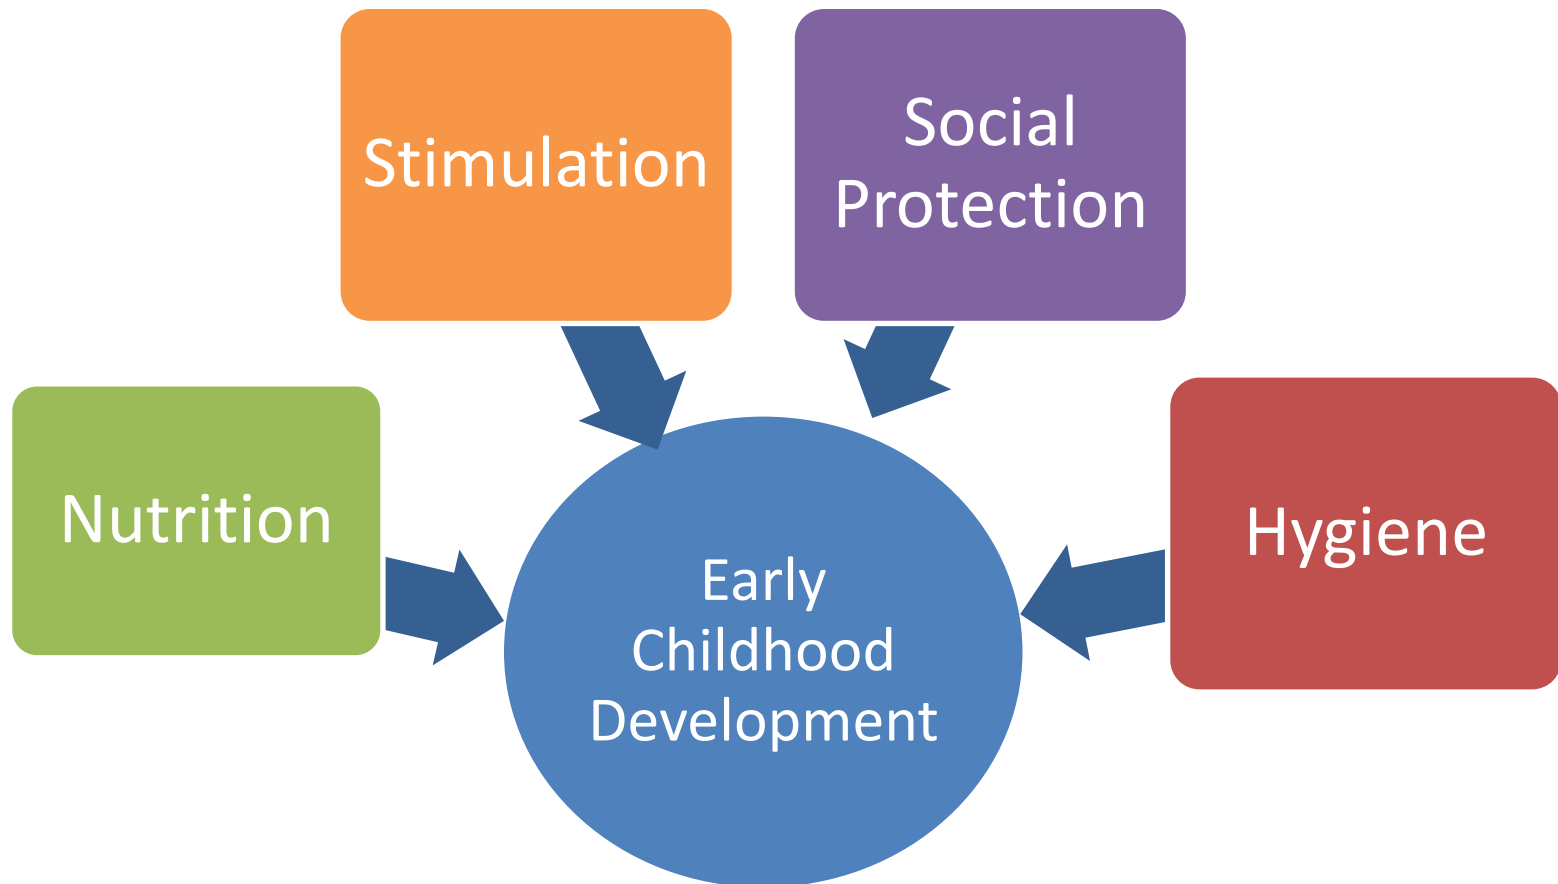 Stimulation
Social
Protection
Nutrition
Hygiene
Early
Childhood
Development